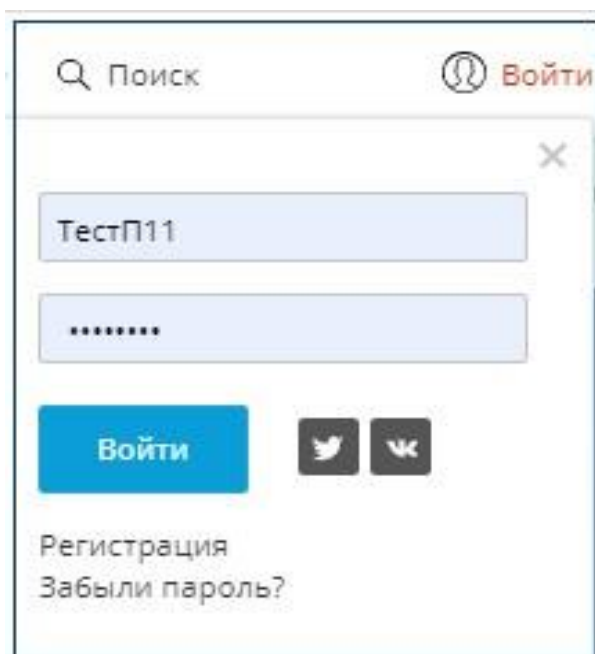 Поиск Войти
ТестП11
••••••••
Войти
Регистрация
Забыли пароль?